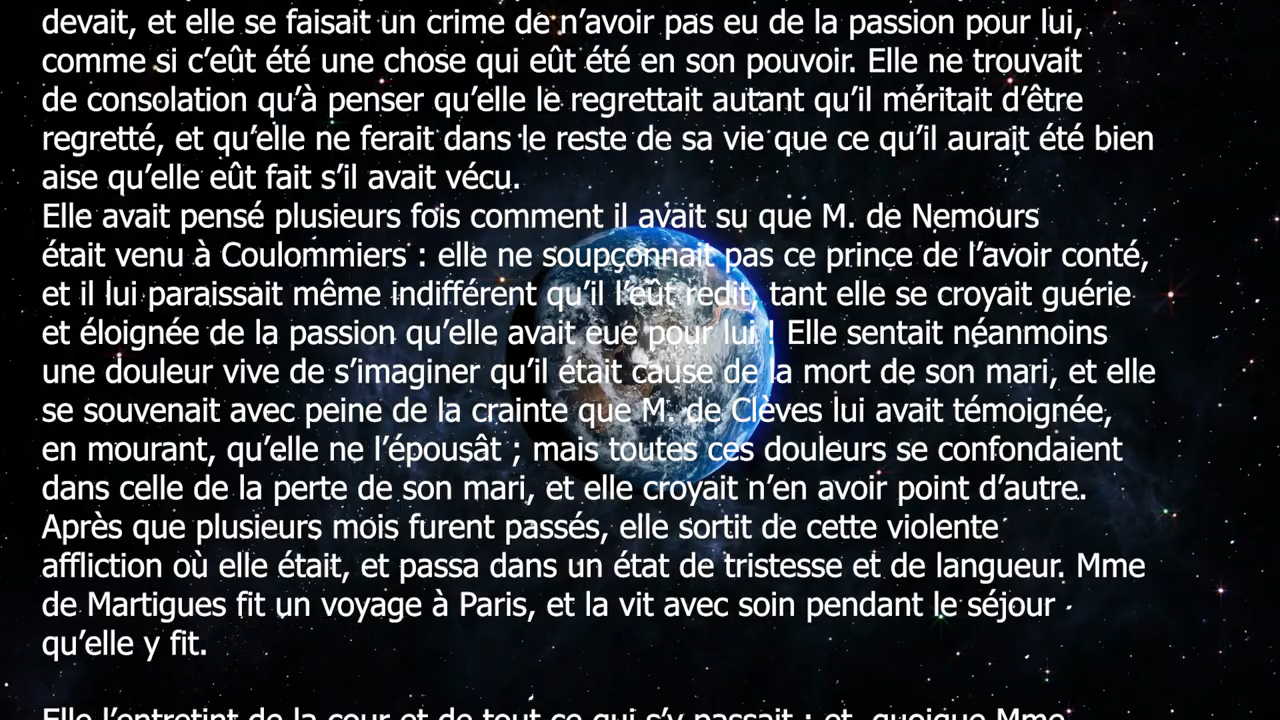 devait, et elle se faisait un crime de n’avoir pas eu de la passion pour lui,
comme si c’eût été une chose qui eût été en son pouvoir. Elle ne trouvait
de consolation qu’à penser qu’elle le regrettait autant qu’il méritait d’être
regretté, et qu’elle ne ferait dans le reste de sa vie que ce qu’il aurait été bien
aise qu’elle eût fait s’il avait vécu.
Elle avait pensé plusieurs fois comment il avait su que M. de Nemours
était venu à Coulommiers : elle ne soupçonnait pas ce prince de l’avoir conté,
et il lui paraissait même indifférent qu’il l’eût redit, tant elle se croyait guérie
et éloignée de la passion qu’elle avait eue pour lui ! Elle sentait néanmoins
une douleur vive de s’imaginer qu’il était cause de la mort de son mari, et elle
se souvenait avec peine de la crainte que M. de Clèves lui avait témoignée,
en mourant, qu’elle ne l’épousât ; mais toutes ces douleurs se confondaient
dans celle de la perte de son mari, et elle croyait n’en avoir point d’autre.
Après que plusieurs mois furent passés, elle sortit de cette violente
affliction où elle était, et passa dans un état de tristesse et de langueur. Mme
de Martigues fit un voyage à Paris, et la vit avec soin pendant le séjour
qu’elle y fit.
Elle l’entretint de la cour et de tout ce qui s’y passait ; et, quoique Mme